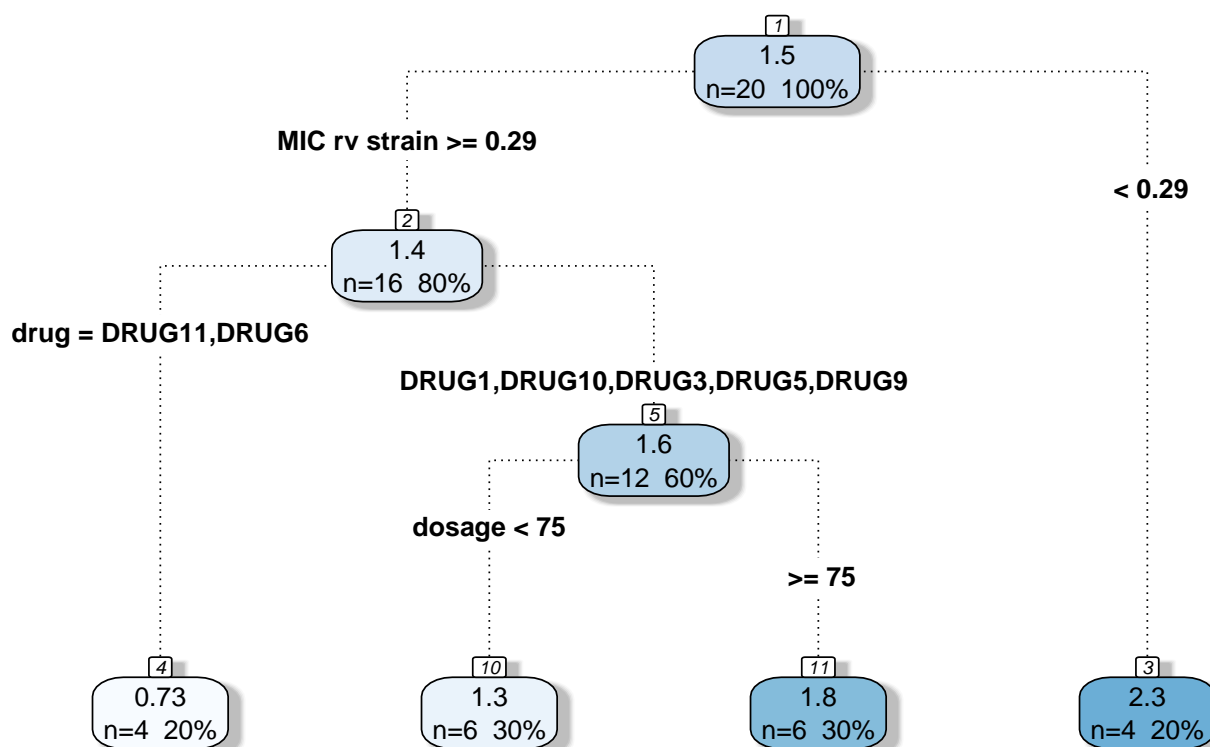 1
1.5
n=20 100%
MIC rv strain >= 0.29
< 0.29
2
1.4
n=16 80%
drug = DRUG11,DRUG6
DRUG1,DRUG10,DRUG3,DRUG5,DRUG9
5
1.6
n=12 60%
dosage < 75
>= 75
4
0.73
n=4 20%
10
1.3
n=6 30%
11
1.8
n=6 30%
3
2.3
n=4 20%